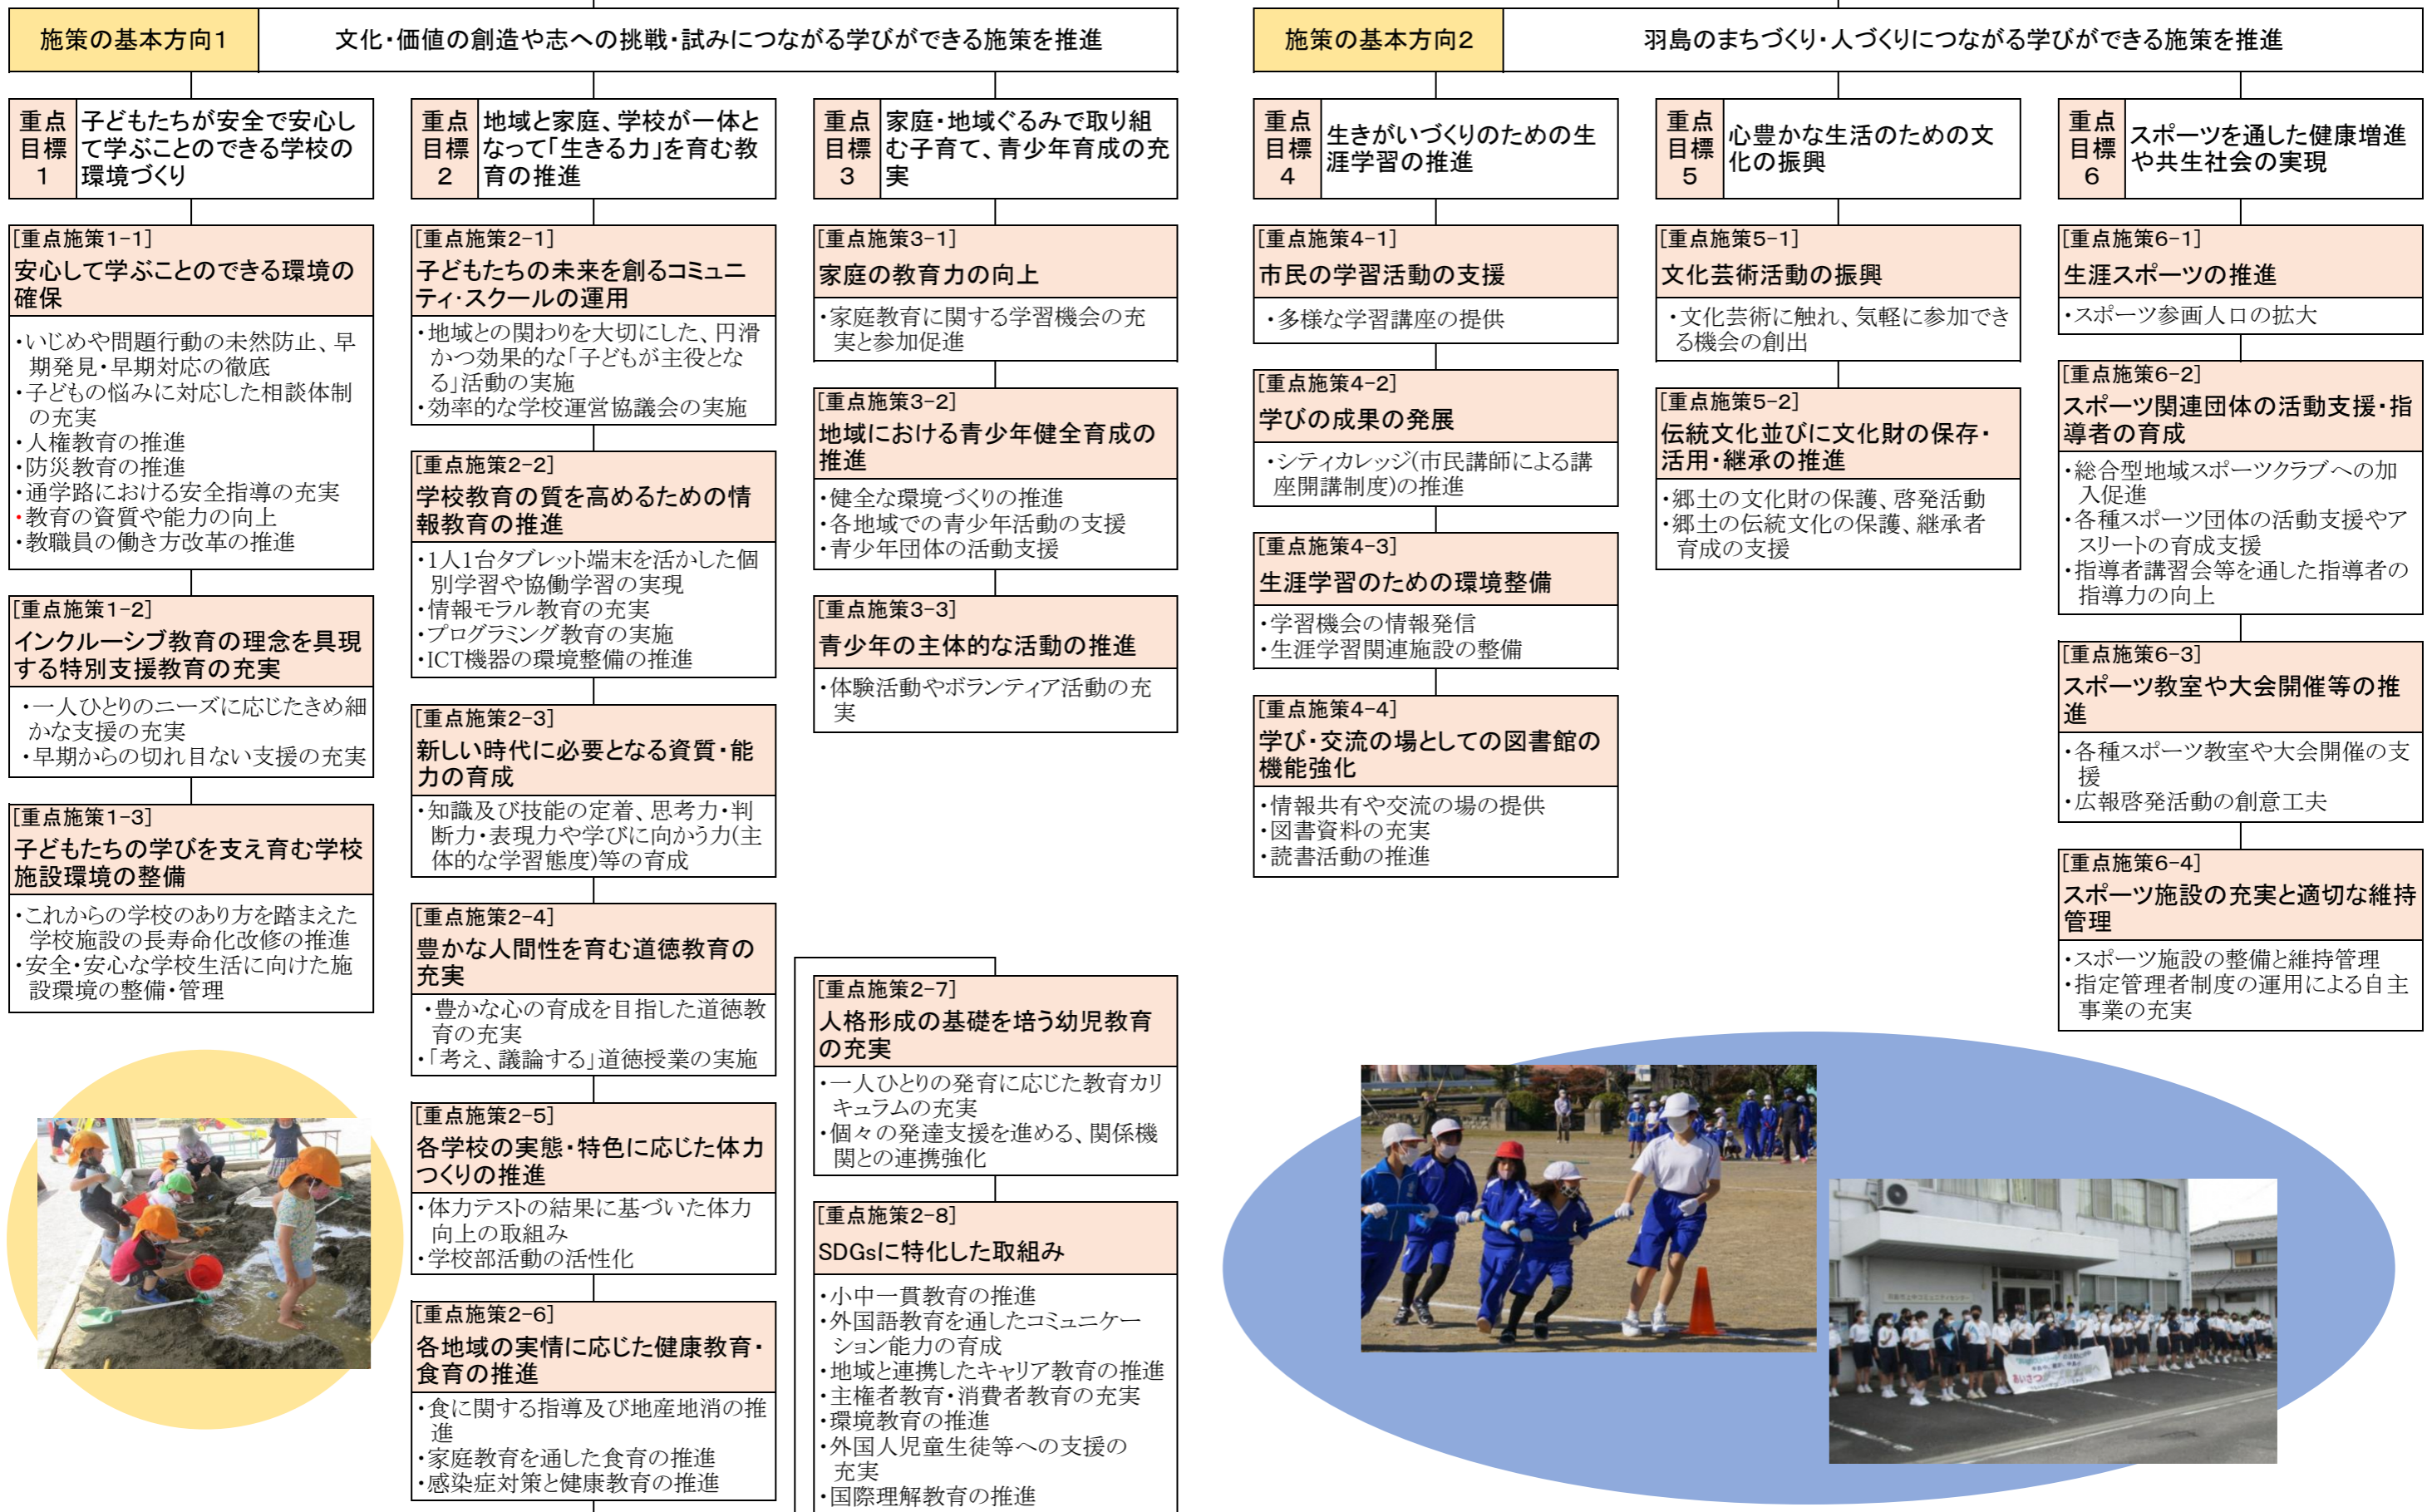 施策の基本方向1
文化・価値の創造や志への挑戦・試みにつながる学びができる施策を推進
重点
目標
1
子どもたちが安全で安心し
て学ぶことのできる学校の
環境づくり
[重点施策1-1]
安心して学ぶことのできる環境の
確保
・いじめや問題行動の未然防止、早
期発見・早期対応の徹底
・子どもの悩みに対応した相談体制
の充実
・人権教育の推進
・防災教育の推進
・通学路における安全指導の充実
・教育の資質や能力の向上
・教職員の働き方改革の推進
[重点施策1-2]
インクルーシブ教育の理念を具現
する特別支援教育の充実
・一人ひとりのニーズに応じたきめ細
かな支援の充実
・早期からの切れ目ない支援の充実
[重点施策1-3]
子どもたちの学びを支え育む学校
施設環境の整備
・これからの学校のあり方を踏まえた
学校施設の長寿命化改修の推進
・安全・安心な学校生活に向けた施
設環境の整備・管理
重点
目標
2
地域と家庭、学校が一体と
なって「生きる力」を育む教
育の推進
[重点施策2-1]
子どもたちの未来を創るコミュニ
ティ・スクールの運用
・地域との関わりを大切にした、円滑
かつ効果的な「子どもが主役とな
る」活動の実施
・効率的な学校運営協議会の実施
[重点施策2-2]
学校教育の質を高めるための情
報教育の推進
・1人1台タブレット端末を活かした個
別学習や協働学習の実現
・情報モラル教育の充実
・プログラミング教育の実施
・ICT機器の環境整備の推進
[重点施策2-3]
新しい時代に必要となる資質・能
力の育成
・知識及び技能の定着、思考力・判
断力・表現力や学びに向かう力(主
体的な学習態度)等の育成
[重点施策2-4]
豊かな人間性を育む道徳教育の
充実
・豊かな心の育成を目指した道徳教
育の充実
・「考え、議論する」道徳授業の実施
[重点施策2-5]
各学校の実態・特色に応じた体力
つくりの推進
・体力テストの結果に基づいた体力
向上の取組み
・学校部活動の活性化
[重点施策2-6]
各地域の実情に応じた健康教育・
食育の推進
・食に関する指導及び地産地消の推
進
・家庭教育を通した食育の推進
・感染症対策と健康教育の推進
重点
目標
3
家庭・地域ぐるみで取り組
む子育て、青少年育成の充
実
[重点施策3-1]
家庭の教育力の向上
・家庭教育に関する学習機会の充
実と参加促進
[重点施策3-2]
地域における青少年健全育成の
推進
・健全な環境づくりの推進
・各地域での青少年活動の支援
・青少年団体の活動支援
[重点施策3-3]
青少年の主体的な活動の推進
・体験活動やボランティア活動の充
実
[重点施策2-7]
人格形成の基礎を培う幼児教育
の充実
・一人ひとりの発育に応じた教育カリ
キュラムの充実
・個々の発達支援を進める、関係機
関との連携強化
[重点施策2-8]
SDGsに特化した取組み
・小中一貫教育の推進
・外国語教育を通したコミュニケー
ション能力の育成
・地域と連携したキャリア教育の推進
・主権者教育・消費者教育の充実
・環境教育の推進
・外国人児童生徒等への支援の
充実
・国際理解教育の推進
施策の基本方向2
羽島のまちづくり・人づくりにつながる学びができる施策を推進
重点
目標
4
生きがいづくりのための生
涯学習の推進
[重点施策4-1]
市民の学習活動の支援
・多様な学習講座の提供
[重点施策4-2]
学びの成果の発展
・シティカレッジ(市民講師による講
座開講制度)の推進
[重点施策4-3]
生涯学習のための環境整備
・学習機会の情報発信
・生涯学習関連施設の整備
[重点施策4-4]
学び・交流の場としての図書館の
機能強化
・情報共有や交流の場の提供
・図書資料の充実
・読書活動の推進
重点
目標
5
心豊かな生活のための文
化の振興
[重点施策5-1]
文化芸術活動の振興
・文化芸術に触れ、気軽に参加でき
る機会の創出
[重点施策5-2]
伝統文化並びに文化財の保存・
活用・継承の推進
・郷土の文化財の保護、啓発活動
・郷土の伝統文化の保護、継承者
育成の支援
重点
目標
6
スポーツを通した健康増進
や共生社会の実現
[重点施策6-1]
生涯スポーツの推進
・スポーツ参画人口の拡大
[重点施策6-2]
スポーツ関連団体の活動支援・指
導者の育成
・総合型地域スポーツクラブへの加
入促進
・各種スポーツ団体の活動支援やア
スリートの育成支援
・指導者講習会等を通した指導者の
指導力の向上
[重点施策6-3]
スポーツ教室や大会開催等の推
進
・各種スポーツ教室や大会開催の支
援
・広報啓発活動の創意工夫
[重点施策6-4]
スポーツ施設の充実と適切な維持
管理
・スポーツ施設の整備と維持管理
・指定管理者制度の運用による自主
事業の充実
あいさつ